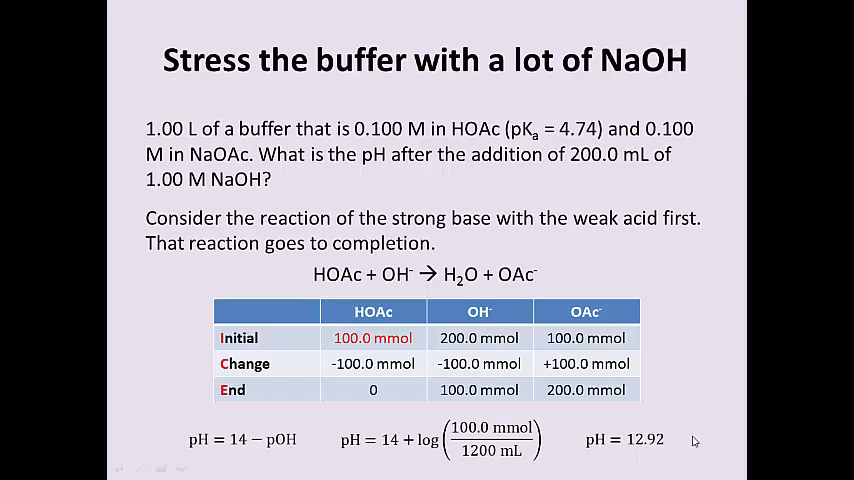 Stress the buffer with a lot of NaOH
1.00 L of a buffer that is 0.100 M in HOAc (pKₐ = 4.74) and 0.100
M in NaOAc. What is the pH after the addition of 200.0 mL of
1.00 M NaOH?
Consider the reaction of the strong base with the weak acid first.
That reaction goes to completion.
HOAc + OH⁻ → H₂O + OAc⁻
HOAc OH⁻ OAc⁻
Initial 100.0 mmol 200.0 mmol 100.0 mmol
Change -100.0 mmol -100.0 mmol +100.0 mmol
End 0 100.0 mmol 200.0 mmol
pH = 14 − pOH pH = 14 + log(100.0 mmol / 1200 mL) pH = 12.92